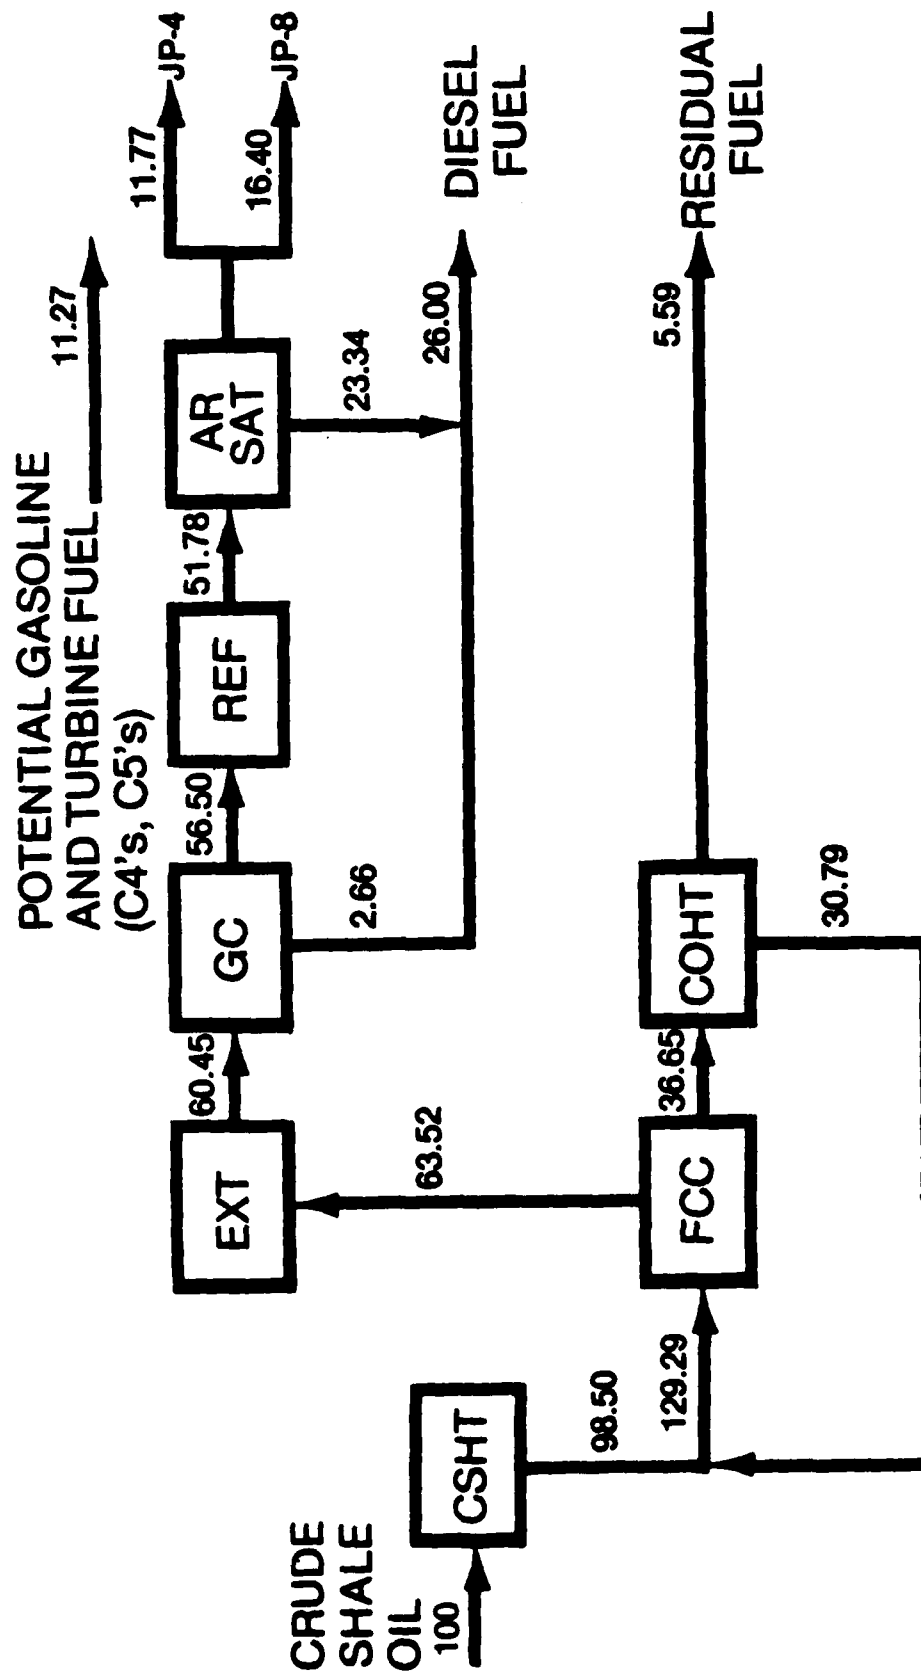 POTENTIAL GASOLINE
AND TURBINE FUEL
(C4's, C5's)
11.27
11.77
JP-4
16.40
JP-8
EXT
60.45
GC
56.50
REF
51.78
AR
SAT
23.34
2.66
26.00
DIESEL
FUEL
63.52
CRUDE
SHALE
OIL
100
CSHT
98.50
129.29
FCC
36.65
COHT
5.59
RESIDUAL
FUEL
30.79